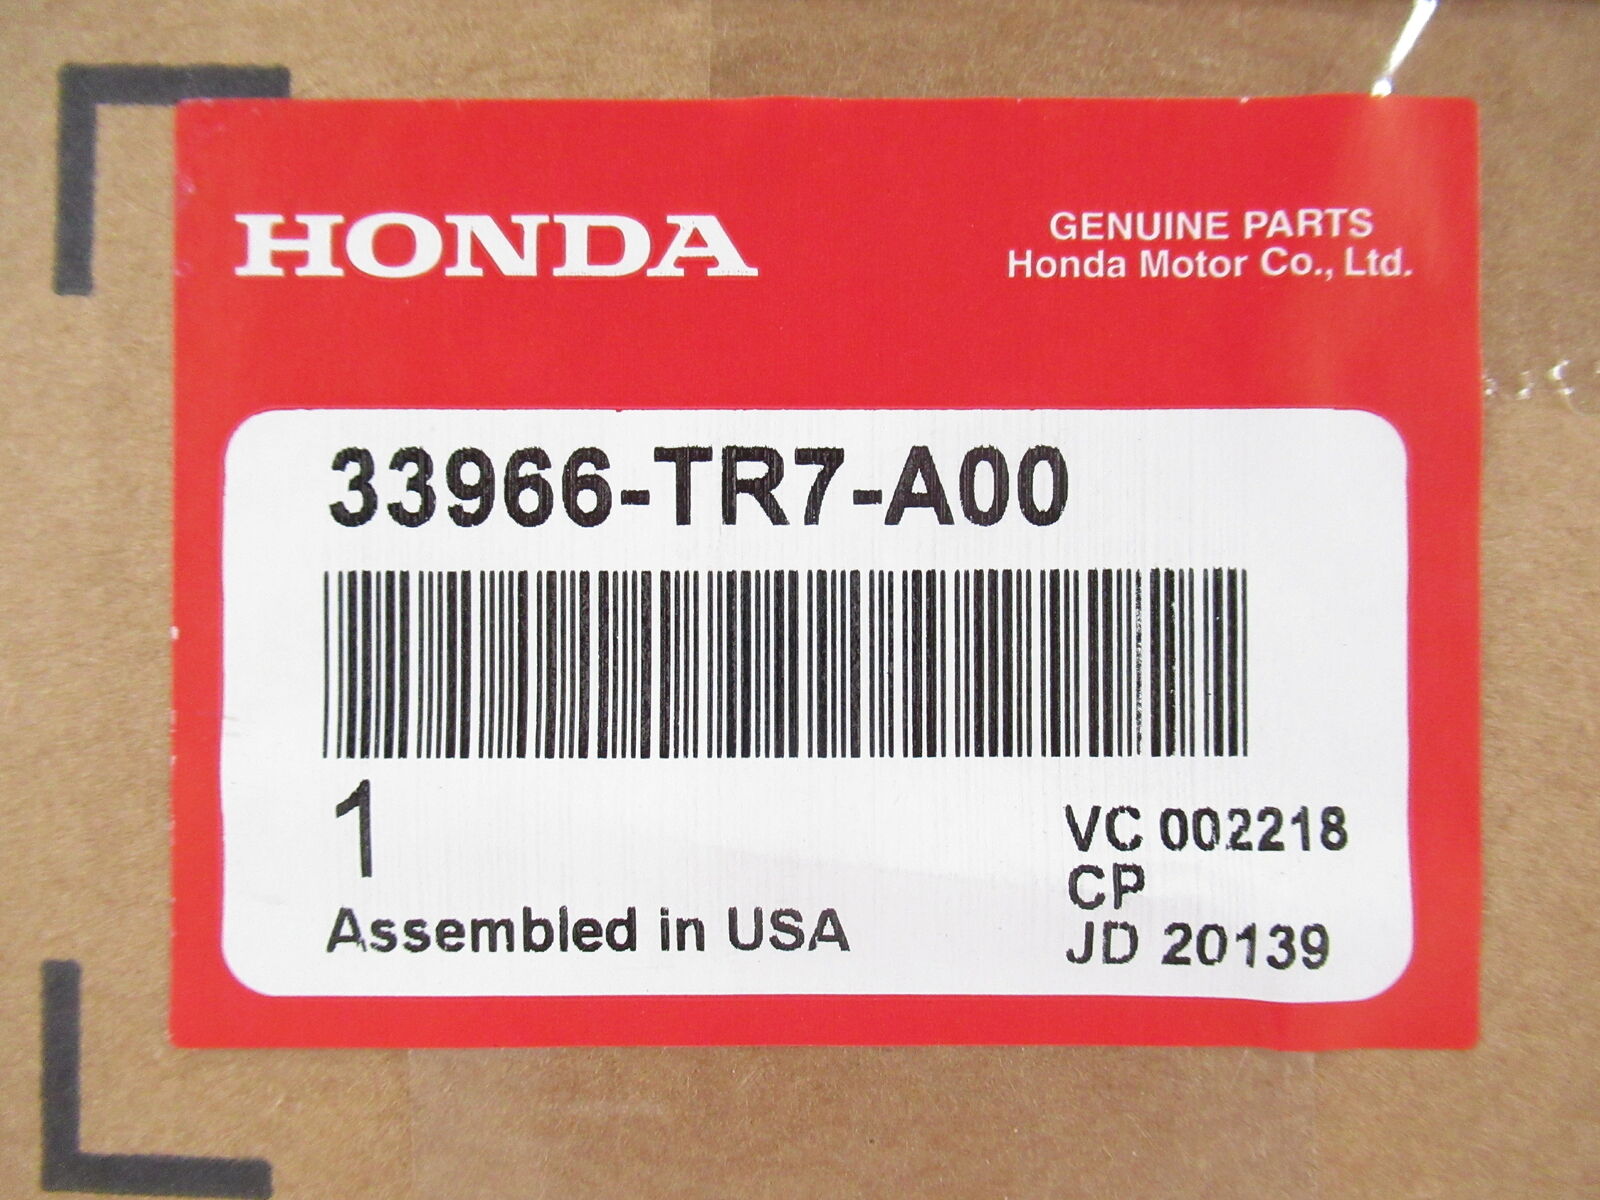 HONDA
GENUINE PARTS
Honda Motor Co., Ltd.
33966-TR7-A00
1
Assembled in USA
VC 002218
CP
JD 20139